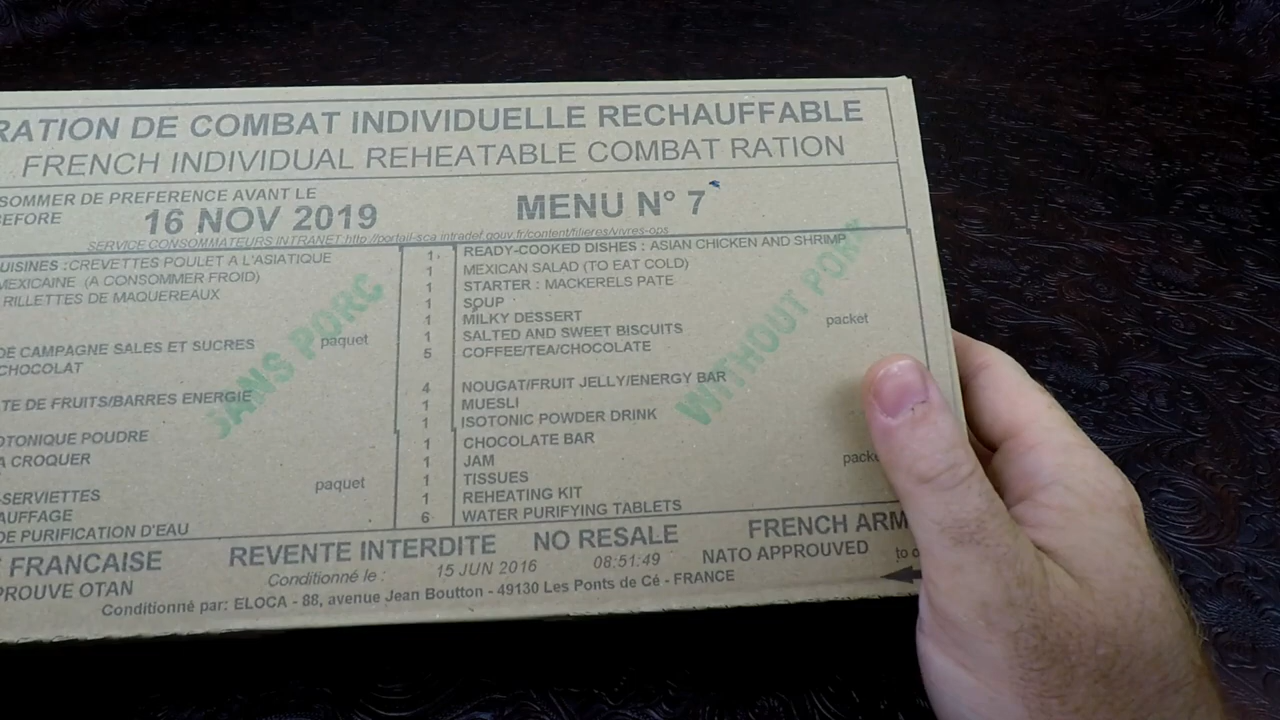 RATION DE COMBAT INDIVIDUELLE RECHAUFFABLE
FRENCH INDIVIDUAL REHEATABLE COMBAT RATION
SOMMER DE PREFERENCE AVANT LE
BEFORE
16 NOV 2019
MENU N° 7
SERVICE CONSOMMATEURS INTRANET:http://portail-sca.intradef.gouv.fr/content/filieres/vivres-ops
UISINES : CREVETTES POULET A L'ASIATIQUE
MEXICAINE (A CONSOMMER FROID)
RILLETTES DE MAQUEREAUX
DE CAMPAGNE SALES ET SUCRES paquet
CHOCOLAT
TE DE FRUITS/BARRES ENERGIE
OTONIQUE POUDRE
A CROQUER
paquet
-SERVIETTES
AUFFAGE
DE PURIFICATION D'EAU
SANS PORC
1 READY-COOKED DISHES : ASIAN CHICKEN AND SHRIMP
1 MEXICAN SALAD (TO EAT COLD)
1 STARTER : MACKERELS PATE
1 SOUP
1 MILKY DESSERT
1 SALTED AND SWEET BISCUITS packet
5 COFFEE/TEA/CHOCOLATE
4 NOUGAT/FRUIT JELLY/ENERGY BAR
1 MUESLI
1 ISOTONIC POWDER DRINK
1 CHOCOLATE BAR
1 JAM
1 TISSUES packe
1 REHEATING KIT
6 WATER PURIFYING TABLETS
WITHOUT PORK
FRANCAISE REVENTE INTERDITE NO RESALE FRENCH ARM
PROUVE OTAN Conditionné le : 15 JUN 2016 08:51:49 NATO APPROUVED to o
Conditionné par: ELOCA - 88, avenue Jean Boutton - 49130 Les Ponts de Cé - FRANCE